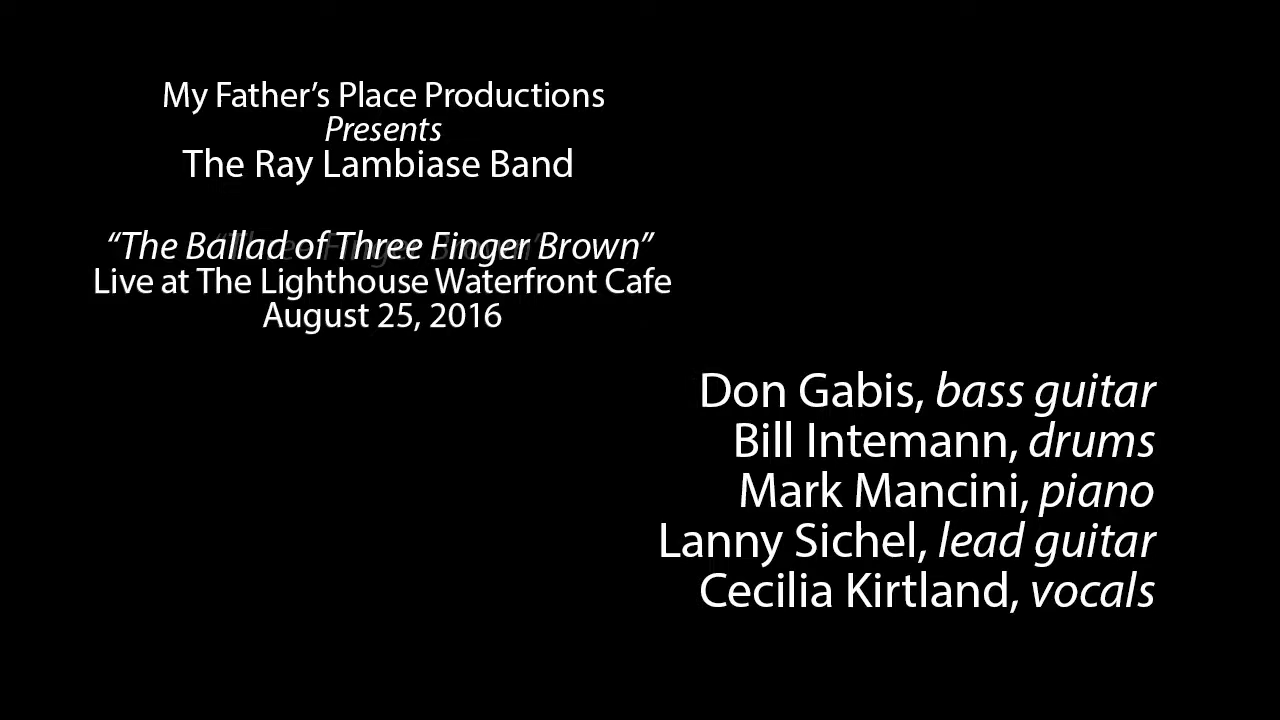 My Father’s Place Productions
Presents
The Ray Lambiase Band
“The Ballad of Three Finger Brown”
Live at The Lighthouse Waterfront Cafe
August 25, 2016
Don Gabis, bass guitar
Bill Intemann, drums
Mark Mancini, piano
Lanny Sichel, lead guitar
Cecilia Kirtland, vocals